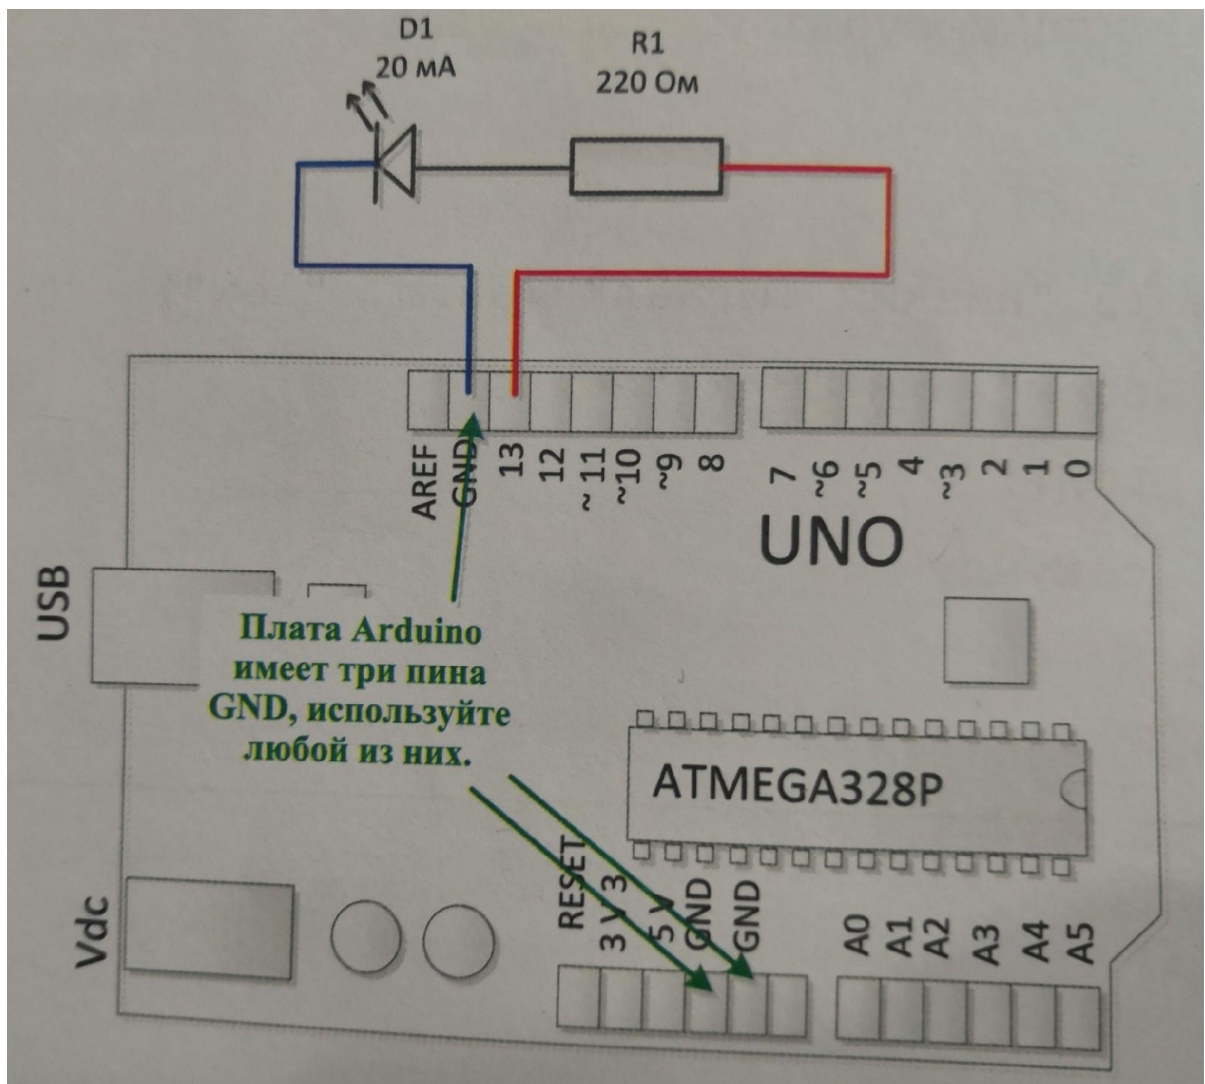 D1
20 мА
R1
220 Ом
AREF
GND
13
12
~11
~10
~9
8
7
~6
~5
4
~3
2
1
0
UNO
USB
Плата Arduino
имеет три пина
GND, используйте
любой из них.
ATMEGA328P
Vdc
RESET
3 V 3
5 V
GND
GND
A0
A1
A2
A3
A4
A5